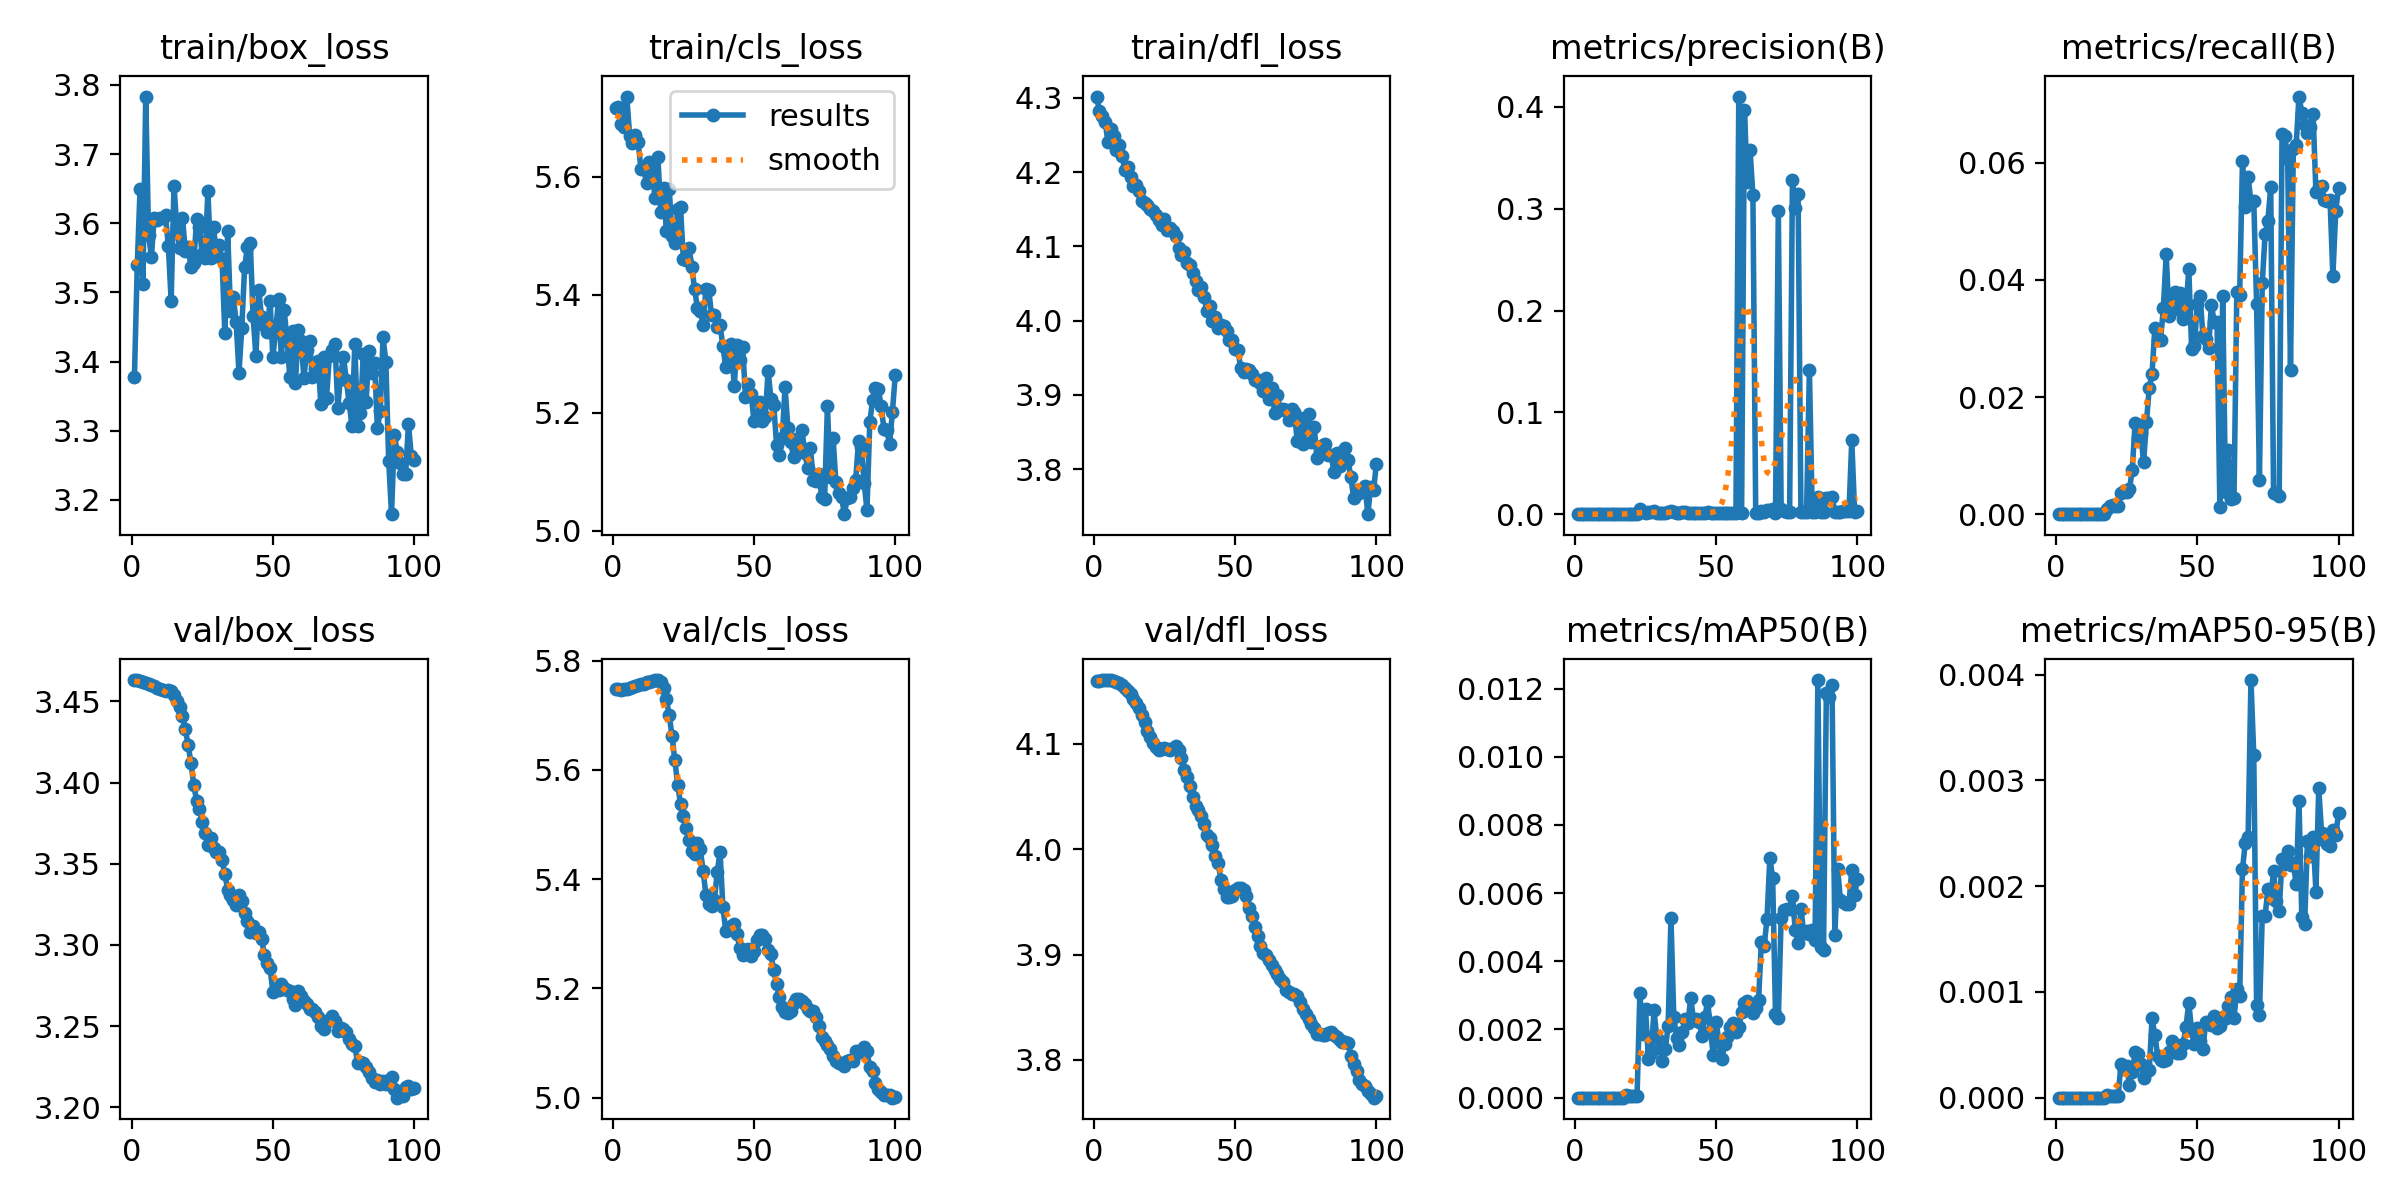 train/box_loss
train/cls_loss
train/dfl_loss
metrics/precision(B)
metrics/recall(B)
3.8
3.7
3.6
3.5
3.4
3.3
3.2
0 50 100
results
smooth
5.6
5.4
5.2
5.0
0 50 100
4.3
4.2
4.1
4.0
3.9
3.8
0 50 100
0.4
0.3
0.2
0.1
0.0
0 50 100
0.06
0.04
0.02
0.00
0 50 100
val/box_loss
val/cls_loss
val/dfl_loss
metrics/mAP50(B)
metrics/mAP50-95(B)
3.45
3.40
3.35
3.30
3.25
3.20
0 50 100
5.8
5.6
5.4
5.2
5.0
0 50 100
4.1
4.0
3.9
3.8
0 50 100
0.012
0.010
0.008
0.006
0.004
0.002
0.000
0 50 100
0.004
0.003
0.002
0.001
0.000
0 50 100